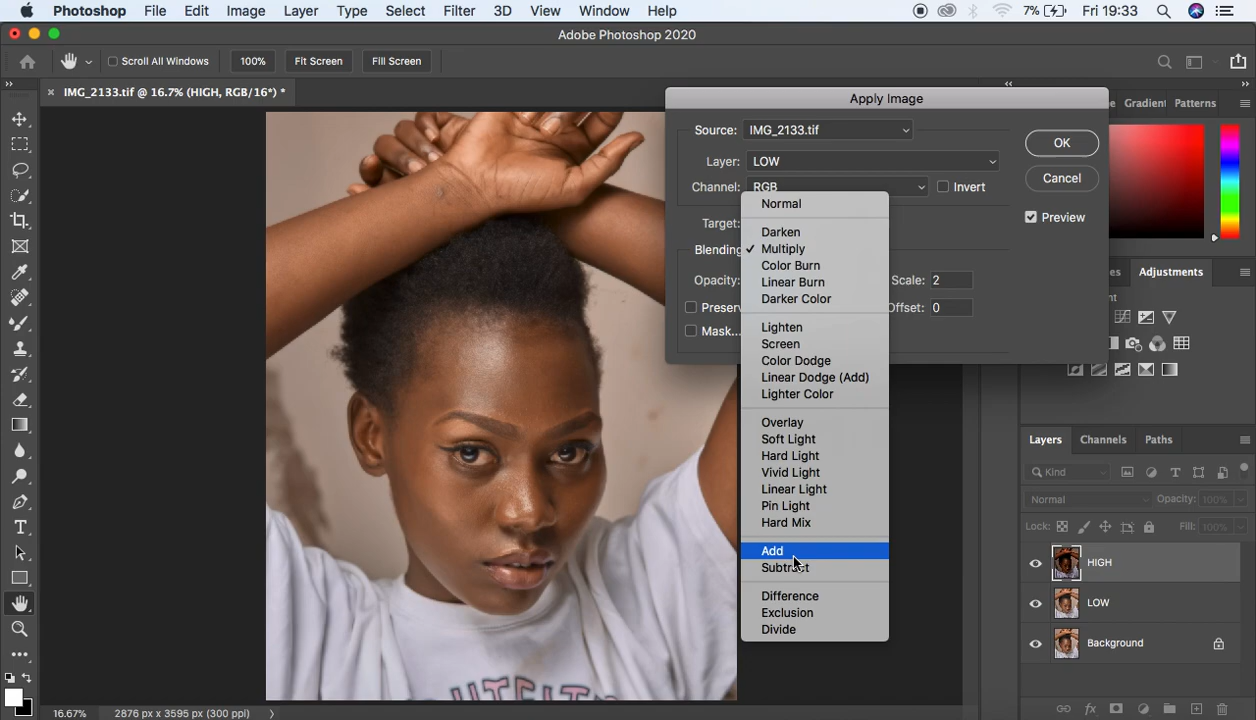 Photoshop File Edit Image Layer Type Select Filter 3D View Window Help 7% Fri 19:33
Adobe Photoshop 2020
Scroll All Windows 100% Fit Screen Fill Screen
× IMG_2133.tif @ 16.7% (HIGH, RGB/16*) *
Apply Image
Gradient Patterns
Source: IMG_2133.tif
OK
Layer: LOW
Cancel
Channel: RGB Invert
Preview
Target:
Blending
Opacity: Scale: 2
Preserv Offset: 0
Mask...
Normal
Darken
Multiply
Color Burn
Linear Burn
Darker Color
Lighten
Screen
Color Dodge
Linear Dodge (Add)
Lighter Color
Overlay
Soft Light
Hard Light
Vivid Light
Linear Light
Pin Light
Hard Mix
Add
Subtract
Difference
Exclusion
Divide
Adjustments
Layers Channels Paths
Kind
Normal Opacity: 100%
Lock: Fill: 100%
HIGH
LOW
Background
16.67% 2876 px x 3595 px (300 ppi)